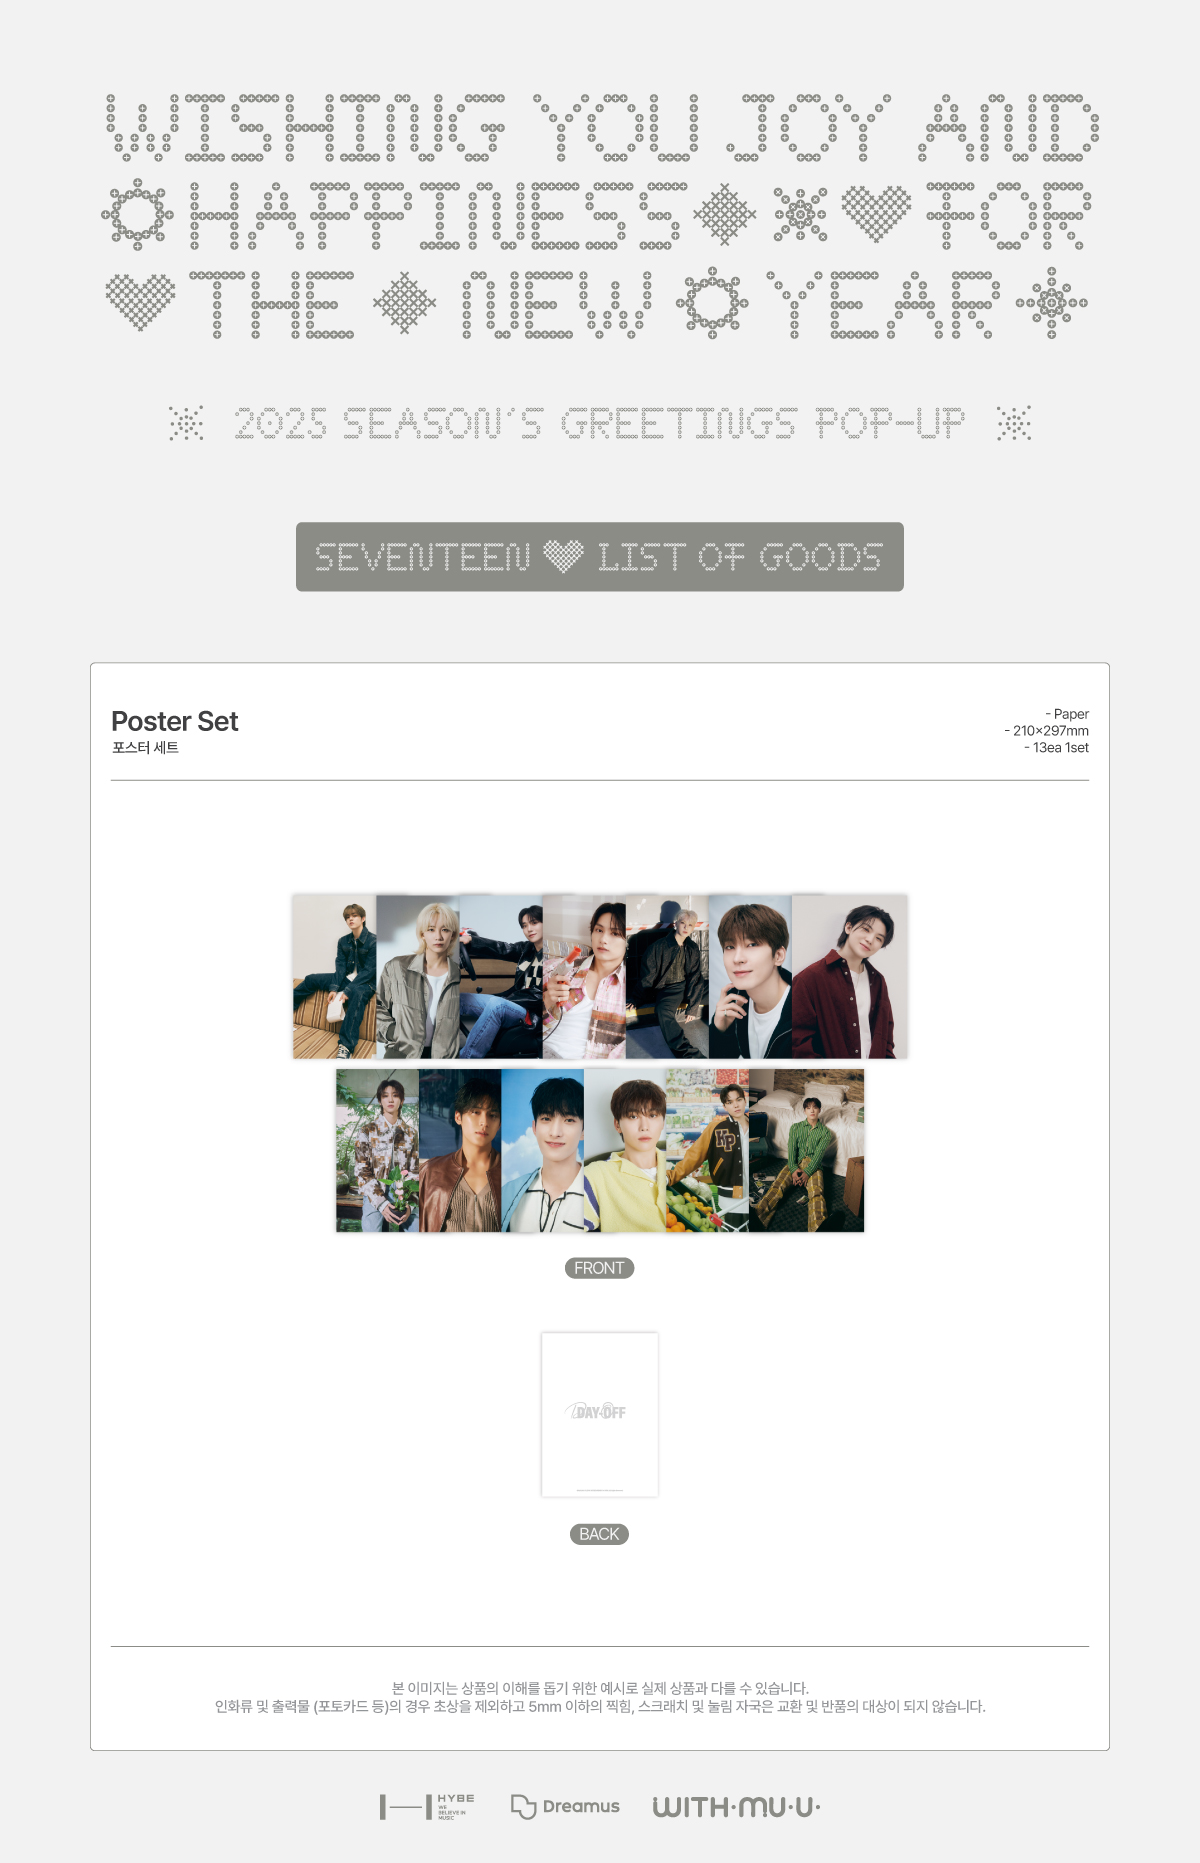 WISHING YOU JOY AND
HAPPINESS FOR
THE NEW YEAR
2025 SEASON'S GREETINGS POP-UP
SEVENTEEN LIST OF GOODS
Poster Set
포스터 세트
- Paper
- 210×297mm
- 13ea 1set
KP
FRONT
DAY OFF
BACK
본 이미지는 상품의 이해를 돕기 위한 예시로 실제 상품과 다를 수 있습니다.
인화류 및 출력물 (포토카드 등)의 경우 초상을 제외하고 5mm 이하의 찍힘, 스크래치 및 눌림 자국은 교환 및 반품의 대상이 되지 않습니다.
HYBE
WE
BELIEVE IN
MUSIC
Dreamus
WITH·MU·U·